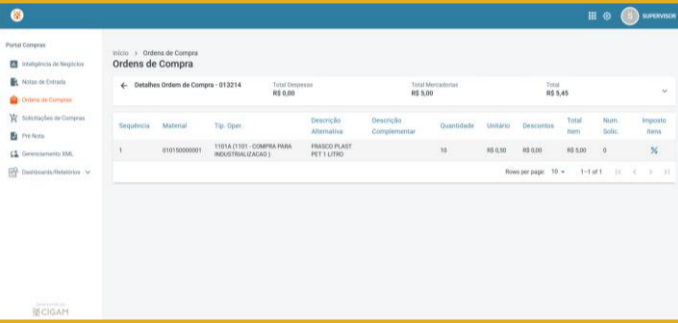 SUPERVISOR
Portal Compras
Inteligência de Negócios
Notas de Entrada
Ordens de Compras
Solicitações de Compras
Pré Nota
Gerenciamento XML
Dashboards/Relatórios
Início > Ordens de Compra
Ordens de Compra
Detalhes Ordem de Compra - 013214
Total Despesas
R$ 0,00
Total Mercadorias
R$ 5,00
Total
R$ 5,45
Sequência Material Tip. Oper. Descrição Alternativa Descrição Complementar Quantidade Unitário Descontos Total Item Num. Solic. Imposto Itens
1 010150000001 1101A (1101 - COMPRA PARA INDUSTRIALIZACAO ) FRASCO PLAST PET 1 LITRO 10 R$ 0,50 R$ 0,00 R$ 5,00 0
Rows per page: 10 1-1 of 1
CIGAM